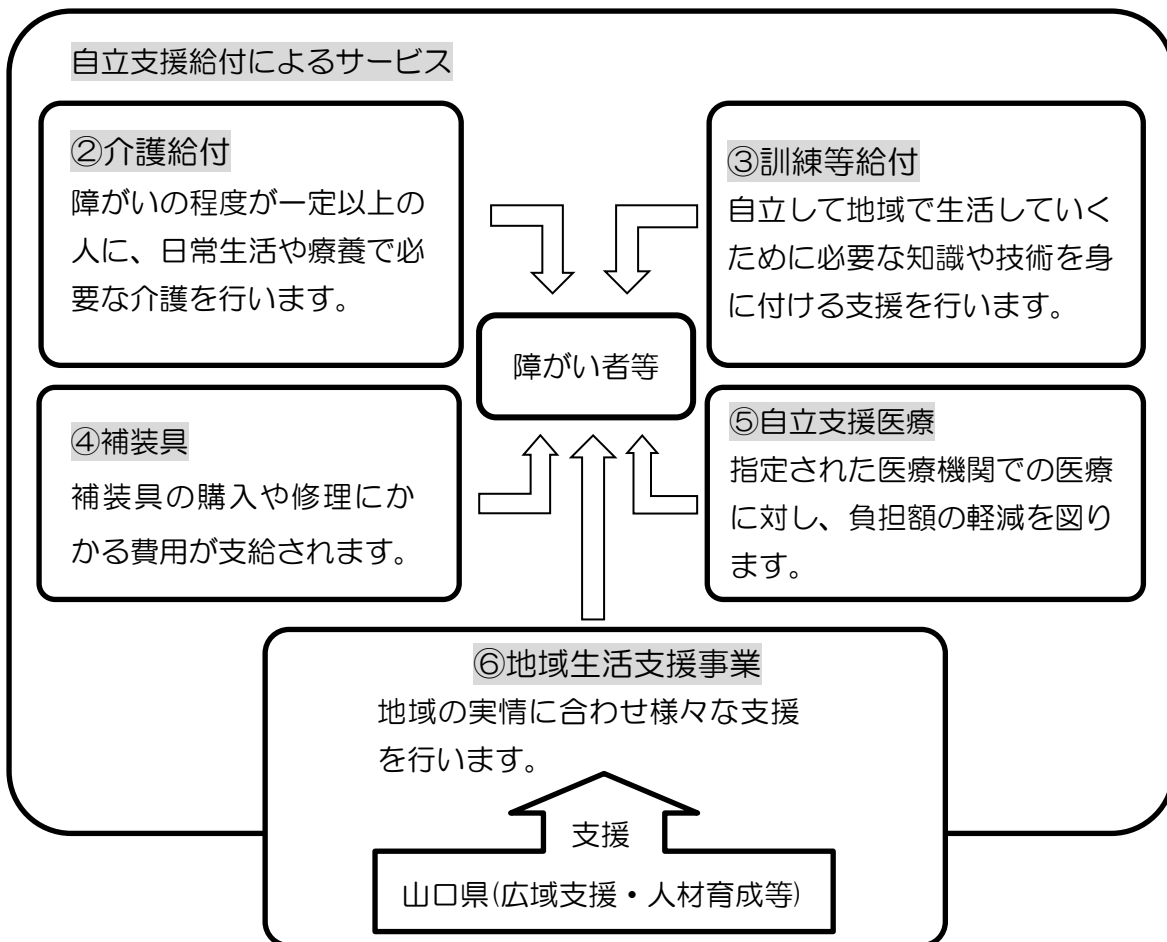 自立支援給付によるサービス
②介護給付
障がいの程度が一定以上の
人に、日常生活や療養で必
要な介護を行います。
③訓練等給付
自立して地域で生活していく
ために必要な知識や技術を身
に付ける支援を行います。
障がい者等
④補装具
補装具の購入や修理にか
かる費用が支給されます。
⑤自立支援医療
指定された医療機関での医療
に対し、負担額の軽減を図り
ます。
⑥地域生活支援事業
地域の実情に合わせ様々な支援
を行います。
支援
山口県(広域支援・人材育成等)